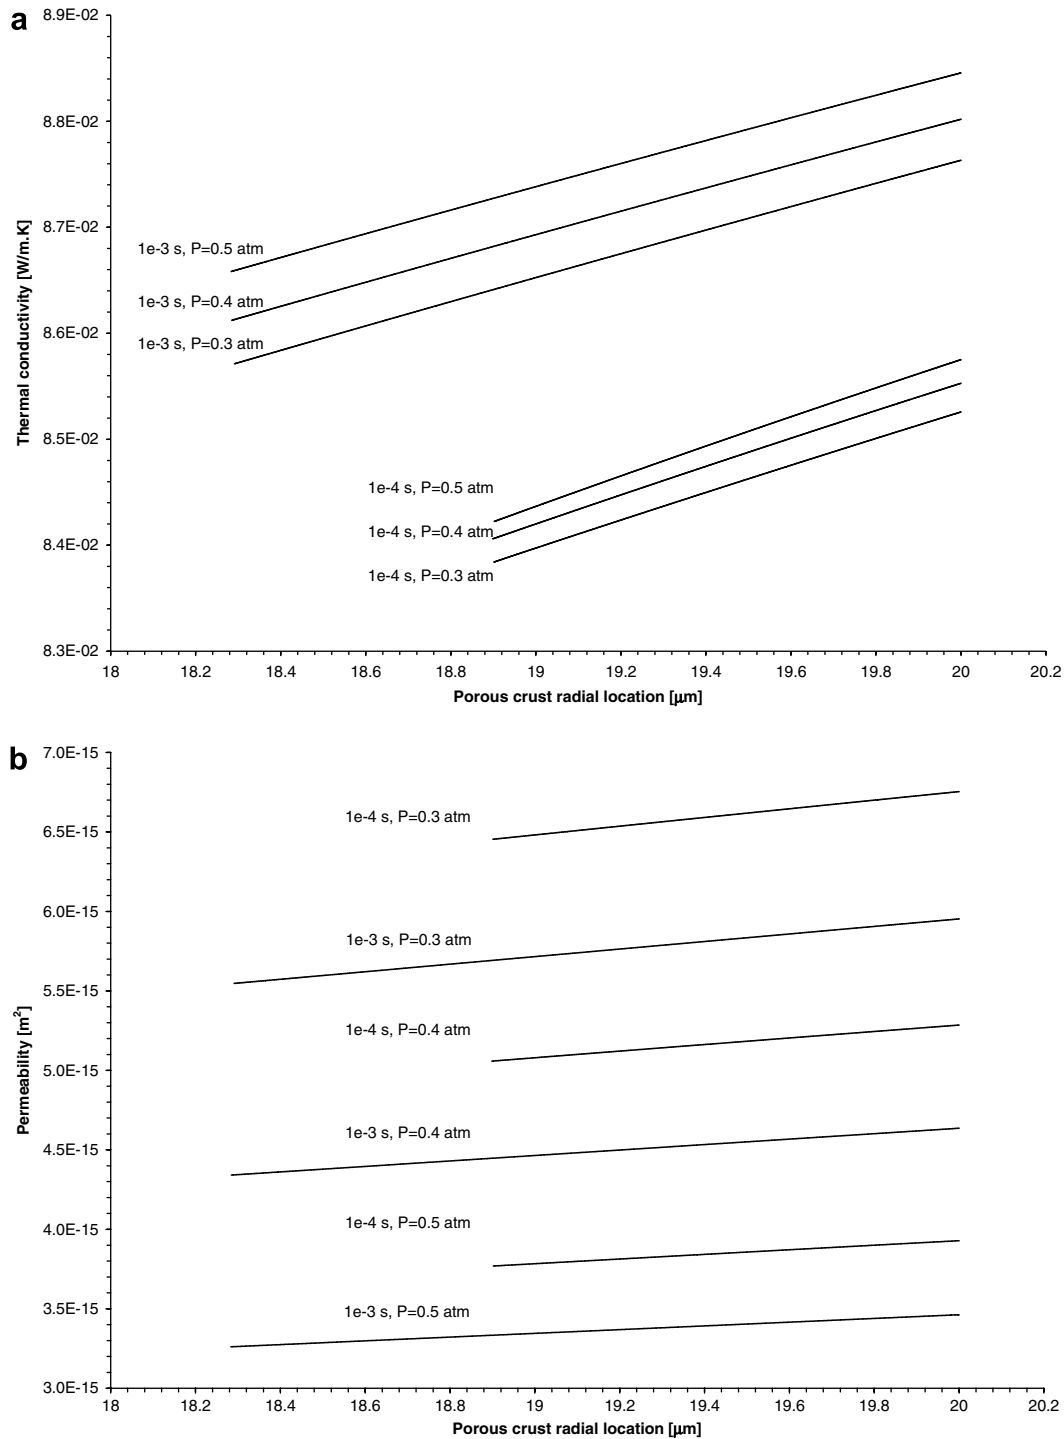 a
8.9E-02
8.8E-02
8.7E-02
8.6E-02
8.5E-02
8.4E-02
8.3E-02
Thermal conductivity [W/m.K]
1e-3 s, P=0.5 atm
1e-3 s, P=0.4 atm
1e-3 s, P=0.3 atm
1e-4 s, P=0.5 atm
1e-4 s, P=0.4 atm
1e-4 s, P=0.3 atm
18 18.2 18.4 18.6 18.8 19 19.2 19.4 19.6 19.8 20 20.2
Porous crust radial location [μm]
b
7.0E-15
6.5E-15
6.0E-15
5.5E-15
5.0E-15
4.5E-15
4.0E-15
3.5E-15
3.0E-15
Permeability [m²]
1e-4 s, P=0.3 atm
1e-3 s, P=0.3 atm
1e-4 s, P=0.4 atm
1e-3 s, P=0.4 atm
1e-4 s, P=0.5 atm
1e-3 s, P=0.5 atm
18 18.2 18.4 18.6 18.8 19 19.2 19.4 19.6 19.8 20 20.2
Porous crust radial location [μm]